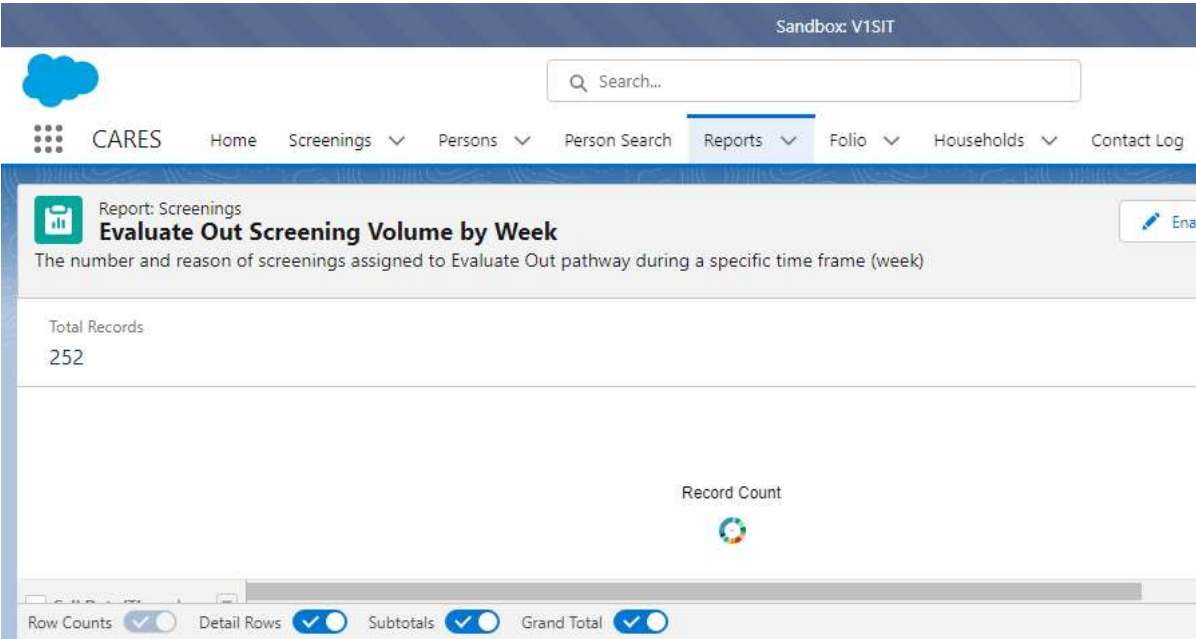 Sandbox: V1SIT
Search...
CARES Home Screenings Persons Person Search Reports Folio Households Contact Log
Report: Screenings
Evaluate Out Screening Volume by Week
Ena
The number and reason of screenings assigned to Evaluate Out pathway during a specific time frame (week)
Total Records
252
Record Count
Row Counts Detail Rows Subtotals Grand Total